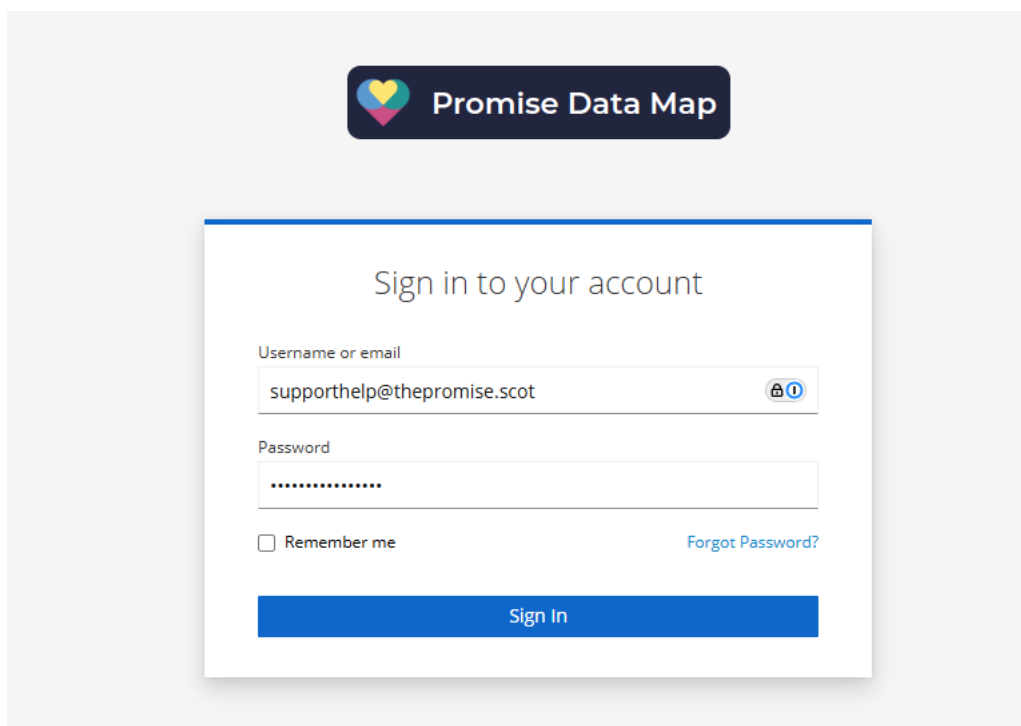 Promise Data Map
Sign in to your account
Username or email
supporthelp@thepromise.scot
Password
••••••••••••••••
Remember me
Forgot Password?
Sign In